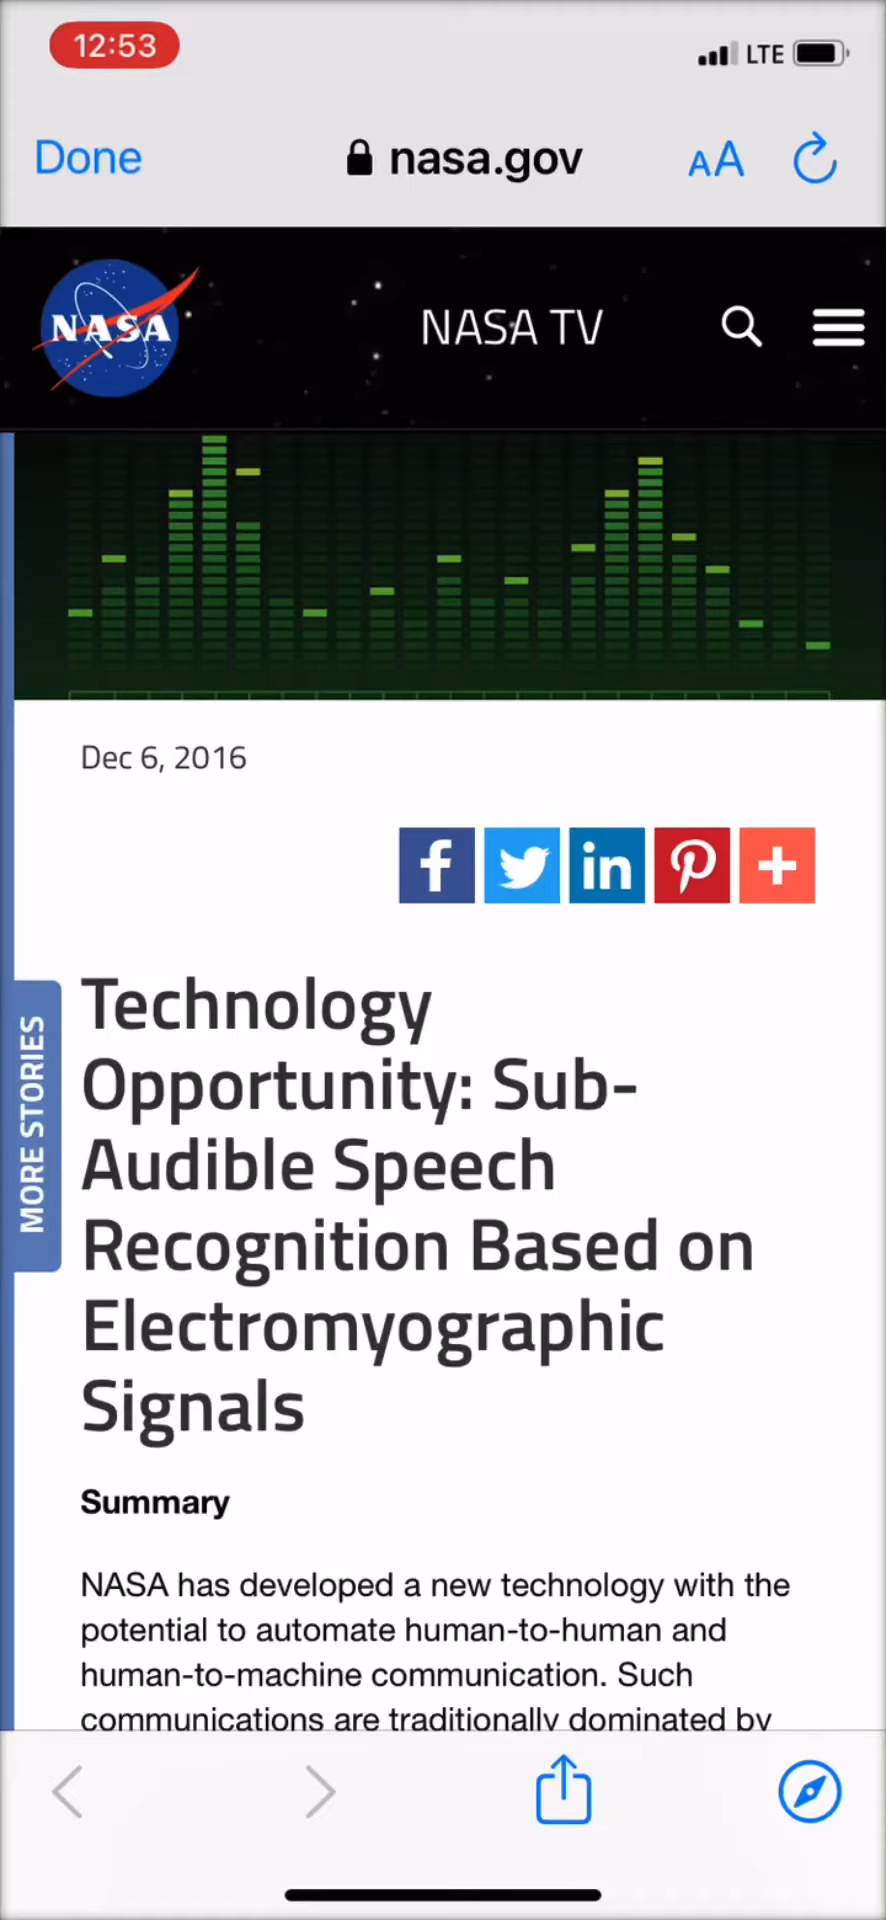 12:53
LTE
Done
nasa.gov
AA
NASA
NASA TV
Dec 6, 2016
f
in
MORE STORIES
Technology
Opportunity: Sub-
Audible Speech
Recognition Based on
Electromyographic
Signals
Summary
NASA has developed a new technology with the
potential to automate human-to-human and
human-to-machine communication. Such
communications are traditionally dominated by